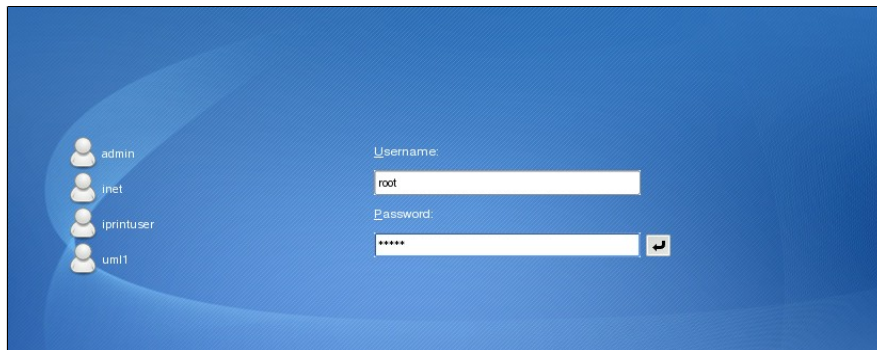 admin
inet
iprintuser
uml1
Username:
root
Password:
*****